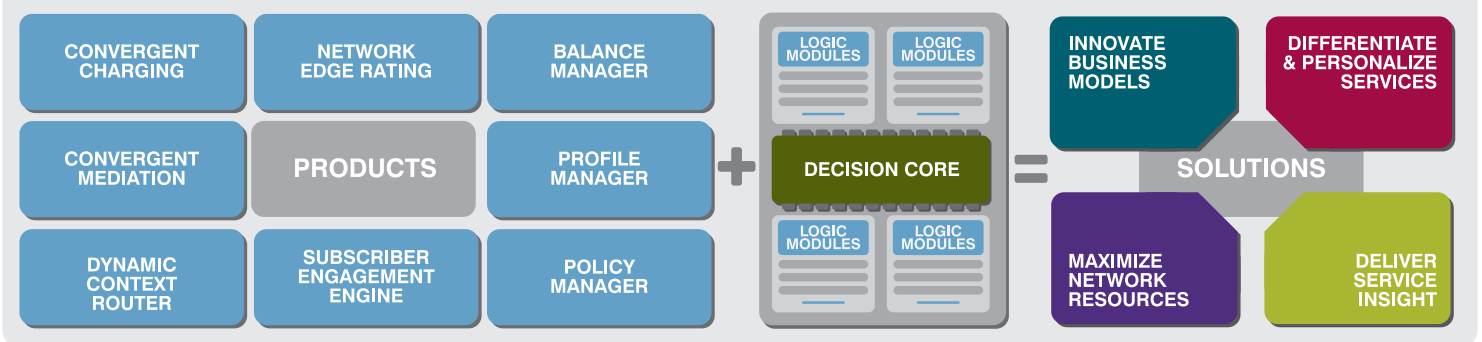 CONVERGENT
CHARGING
NETWORK
EDGE RATING
BALANCE
MANAGER
CONVERGENT
MEDIATION
PRODUCTS
PROFILE
MANAGER
DYNAMIC
CONTEXT
ROUTER
SUBSCRIBER
ENGAGEMENT
ENGINE
POLICY
MANAGER
+
LOGIC
MODULES
LOGIC
MODULES
DECISION CORE
LOGIC
MODULES
LOGIC
MODULES
=
INNOVATE
BUSINESS
MODELS
DIFFERENTIATE
& PERSONALIZE
SERVICES
SOLUTIONS
MAXIMIZE
NETWORK
RESOURCES
DELIVER
SERVICE
INSIGHT